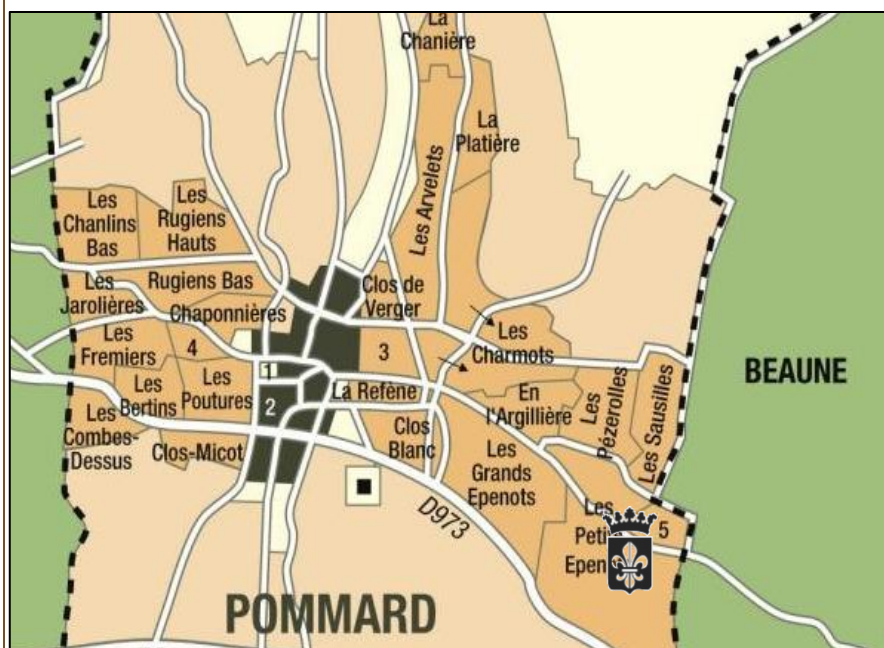 La
Chanière
La
Platière
Les Arvelets
Les
Chanlins
Bas
Les
Rugiens
Hauts
Rugiens Bas
Clos de
Verger
Les
Jarolières
Chaponnières
Les
Charmots
Les
Fremiers
4
3
1
2
BEAUNE
Les
Bertins
Les
Poutures
La Refène
En
l'Argillière
Les
Pézerolles
Les Sausilles
Les
Combes-
Dessus
Clos-Micot
Clos
Blanc
Les
Grands
Epenots
D973
Les
5
POMMARD